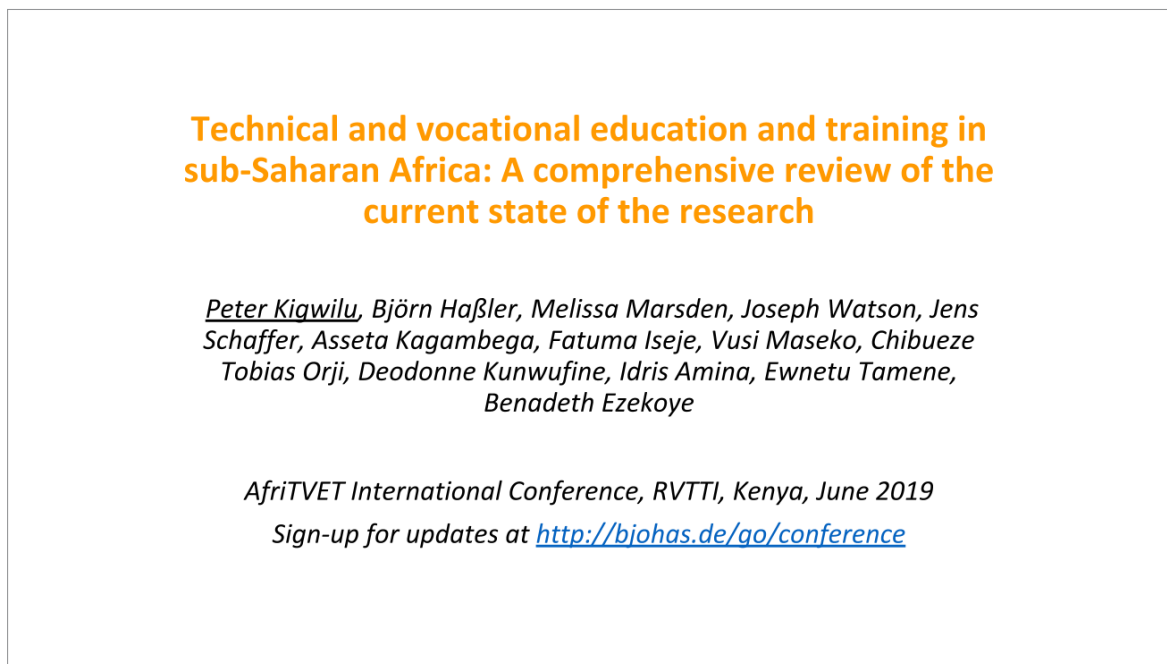 Technical and vocational education and training in
sub-Saharan Africa: A comprehensive review of the
current state of the research
Peter Kigwilu, Björn Haßler, Melissa Marsden, Joseph Watson, Jens
Schaffer, Asseta Kagambega, Fatuma Iseje, Vusi Maseko, Chibueze
Tobias Orji, Deodonne Kunwufine, Idris Amina, Ewnetu Tamene,
Benadeth Ezekoye
AfriTVET International Conference, RVTTI, Kenya, June 2019
Sign-up for updates at http://bjohas.de/go/conference